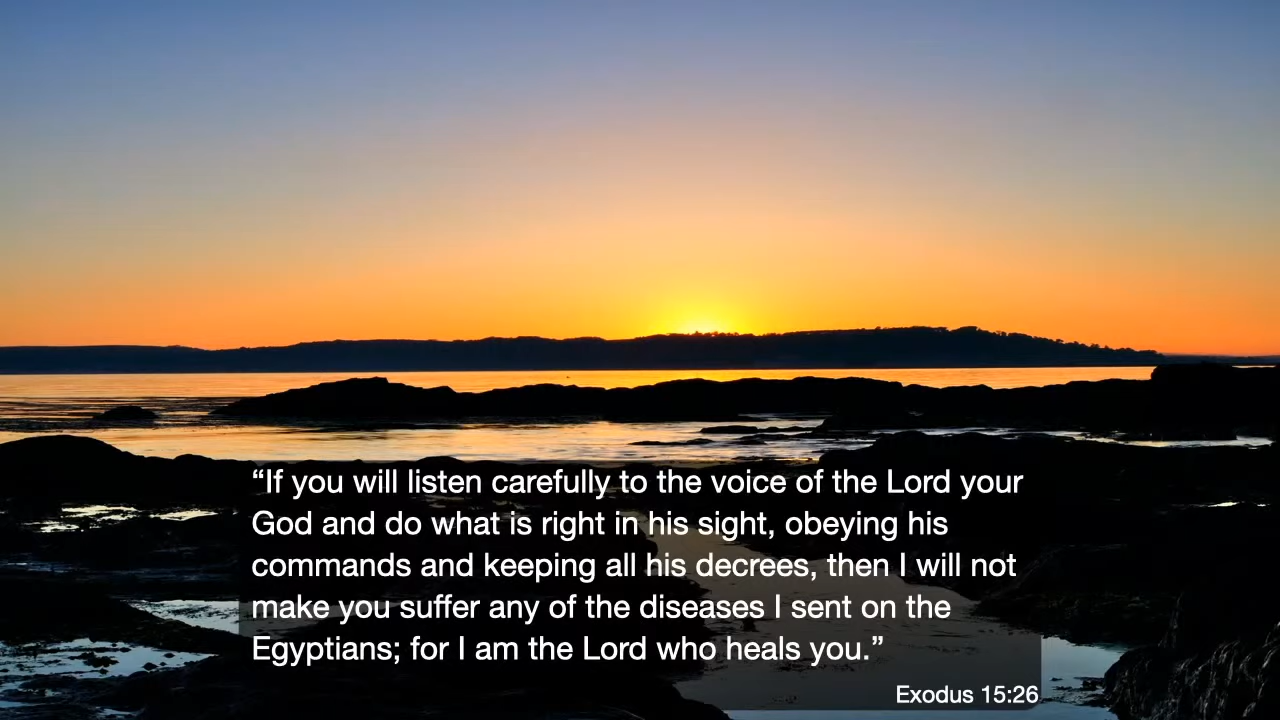 “If you will listen carefully to the voice of the Lord your
God and do what is right in his sight, obeying his
commands and keeping all his decrees, then I will not
make you suffer any of the diseases I sent on the
Egyptians; for I am the Lord who heals you.”
Exodus 15:26